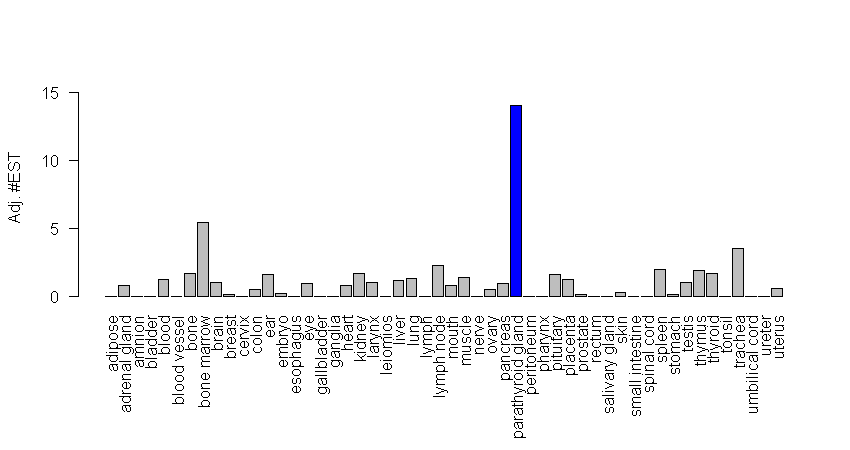 Adj. #EST
15
10
5
0
adipose
adrenal gland
amnion
bladder
blood
blood vessel
bone
bone marrow
brain
breast
cervix
colon
ear
embryo
esophagus
eye
gallbladder
ganglia
heart
kidney
larynx
leiomios
liver
lung
lymph
lymph node
mouth
muscle
nerve
ovary
pancreas
parathyroid gland
peritoneum
pharynx
pituitary
placenta
prostate
rectum
salivary gland
skin
small intestine
spinal cord
spleen
stomach
testis
thymus
thyroid
tonsil
trachea
umbilical cord
ureter
uterus